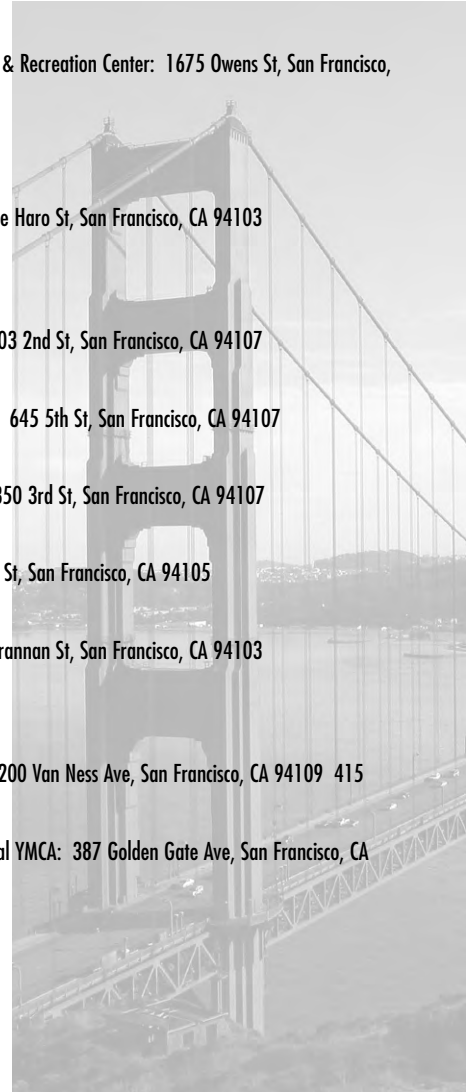 & Recreation Center: 1675 Owens St, San Francisco,
e Haro St, San Francisco, CA 94103
03 2nd St, San Francisco, CA 94107
645 5th St, San Francisco, CA 94107
350 3rd St, San Francisco, CA 94107
St, San Francisco, CA 94105
rannan St, San Francisco, CA 94103
200 Van Ness Ave, San Francisco, CA 94109 415
al YMCA: 387 Golden Gate Ave, San Francisco, CA